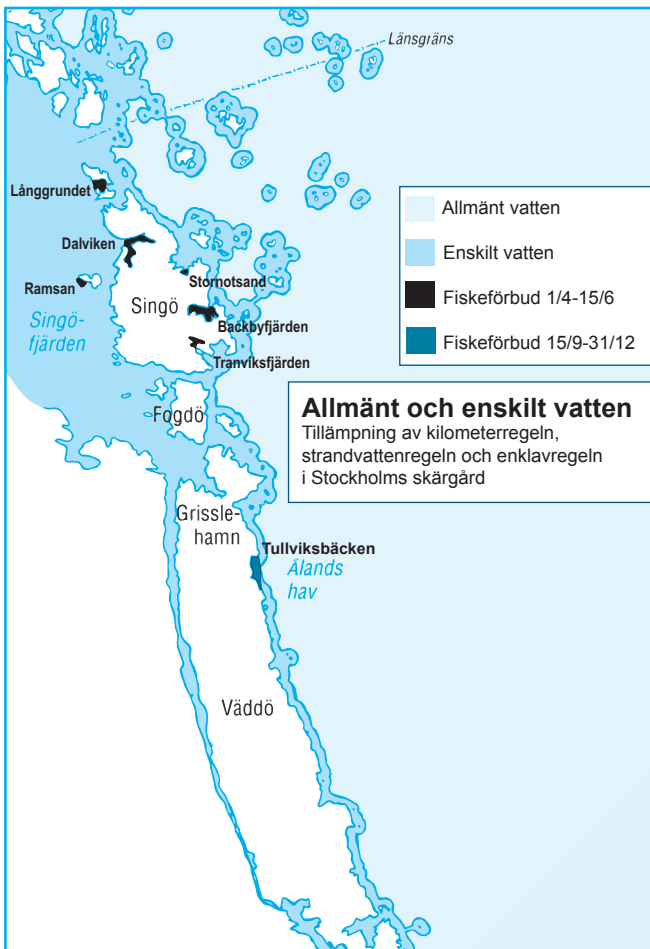 Länsgräns
Långgrundet
Allmänt vatten
Dalviken
Enskilt vatten
Stornotsand
Ramsan
Fiskeförbud 1/4-15/6
Singö
Singö-
fjärden
Backbyfjärden
Fiskeförbud 15/9-31/12
Tranviksfjärden
Allmänt och enskilt vatten
Fogdö
Tillämpning av kilometerregeln,
strandvattenregeln och enklavregeln
i Stockholms skärgård
Grissle-
hamn
Tullviksbäcken
Ålands
hav
Väddö